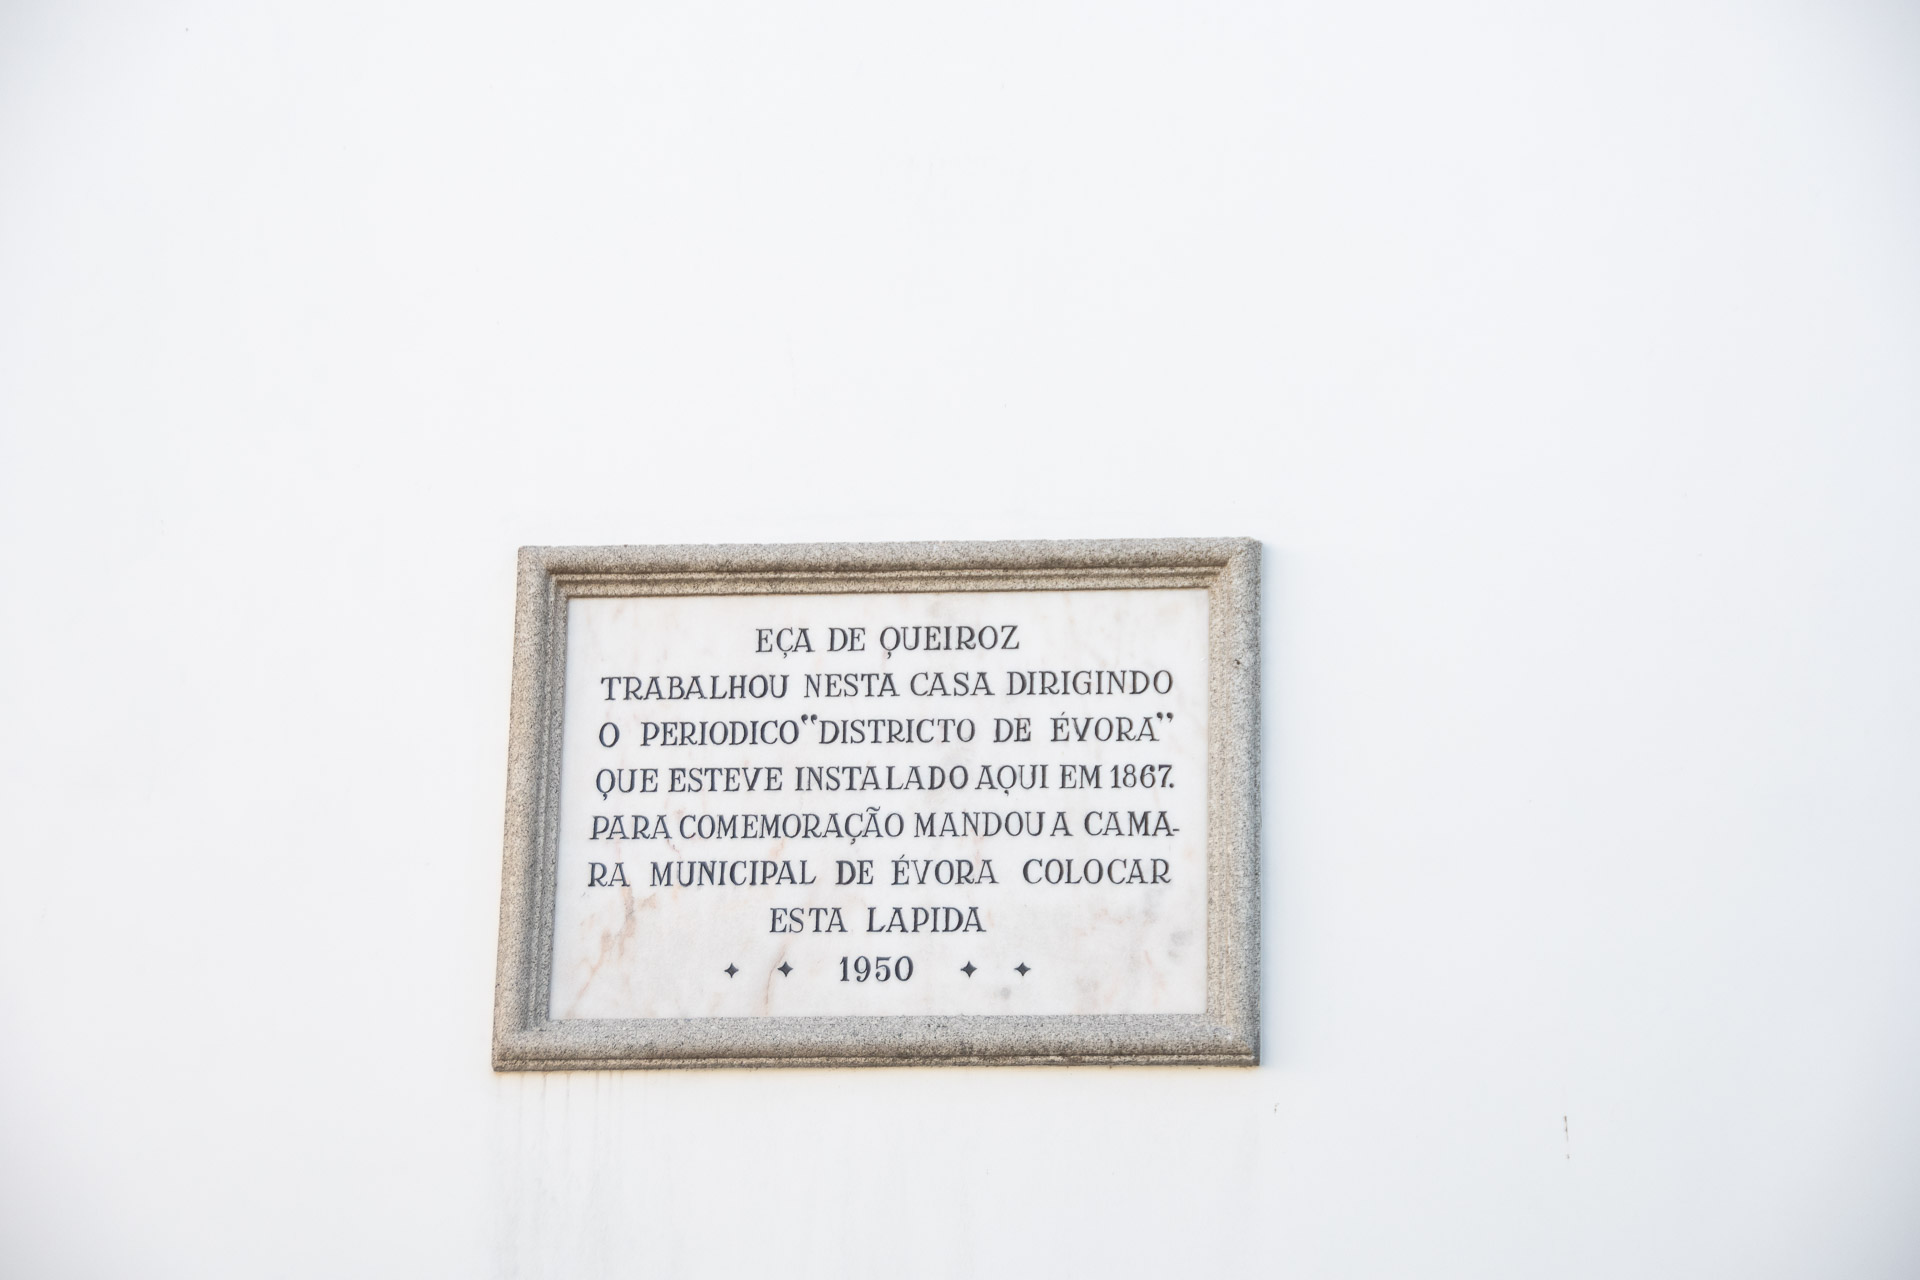 EÇA DE QUEIROZ
TRABALHOU NESTA CASA DIRIGINDO
O PERIODICO "DISTRICTO DE ÉVORA"
QUE ESTEVE INSTALADO AQUI EM 1867.
PARA COMEMORAÇÃO MANDOU A CAMA-
RA MUNICIPAL DE ÉVORA COLOCAR
ESTA LAPIDA
✦ ✦ 1950 ✦ ✦